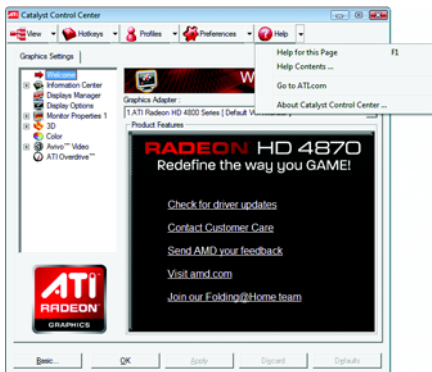 Catalyst Control Center
View
Hotkeys
Profiles
Preferences
Help
Help for this Page F1
Help Contents ...
Go to ATI.com
About Catalyst Control Center ...
Graphics Settings
Welcome
Information Center
Displays Manager
Display Options
Monitor Properties 1
3D
Color
Avivo™ Video
ATI Overdrive™
W
Graphics Adapter :
1.ATI Radeon HD 4800 Series [ Default
Product Features
RADEON HD 4870
Redefine the way you GAME!
Check for driver updates
Contact Customer Care
Send AMD your feedback
Visit amd.com
Join our Folding@Home team
ATI
RADEON
GRAPHICS
Basic...
OK
Apply
Discard
Defaults